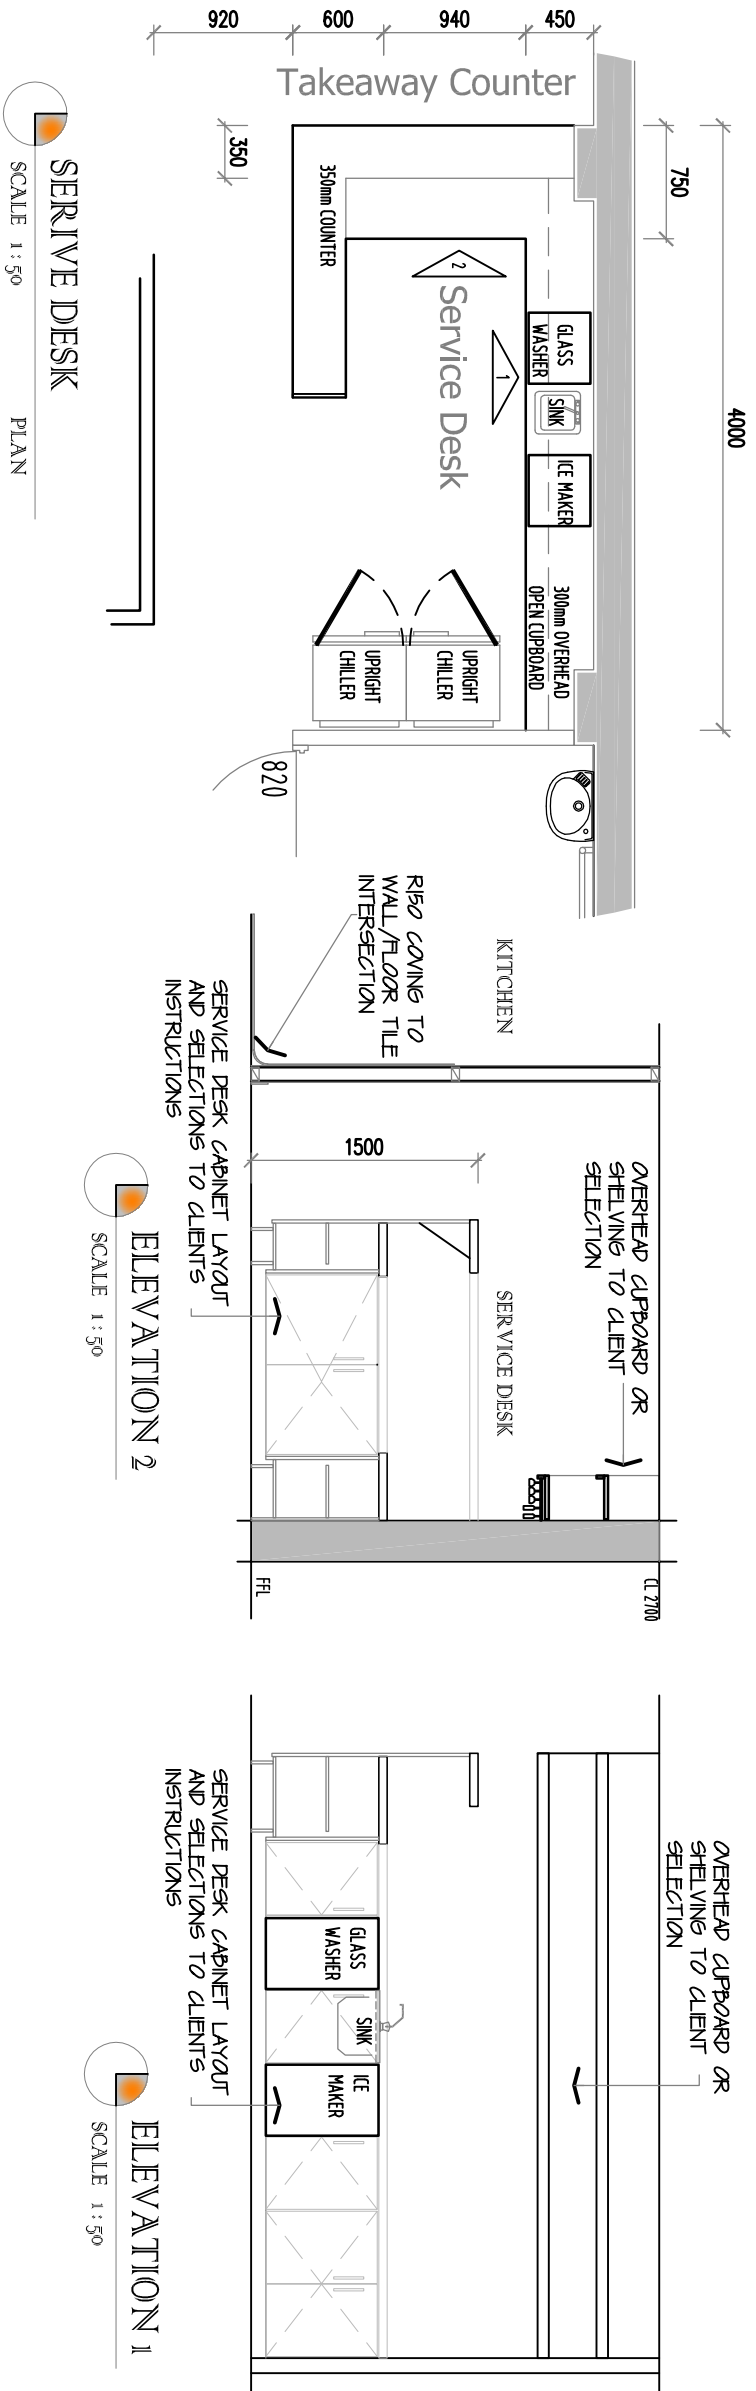 920
600
940
450
Takeaway Counter
350
750
4000
350mm COUNTER
2
Service Desk
1
GLASS
WASHER
SINK
ICE MAKER
300mm OVERHEAD
OPEN CUPBOARD
UPRIGHT
CHILLER
UPRIGHT
CHILLER
820
SERIVE DESK
SCALE 1:50
PLAN
KITCHEN
R150 COVING TO
WALL/FLOOR TILE
INTERSECTION
SERVICE DESK CABINET LAYOUT
AND SELECTIONS TO CLIENTS
INSTRUCTIONS
1500
OVERHEAD CUPBOARD OR
SHELVING TO CLIENT
SELECTION
SERVICE DESK
CL 2700
FFL
ELEVATION 2
SCALE 1:50
OVERHEAD CUPBOARD OR
SHELVING TO CLIENT
SELECTION
GLASS
WASHER
SINK
ICE
MAKER
SERVICE DESK CABINET LAYOUT
AND SELECTIONS TO CLIENTS
INSTRUCTIONS
ELEVATION 1
SCALE 1:50